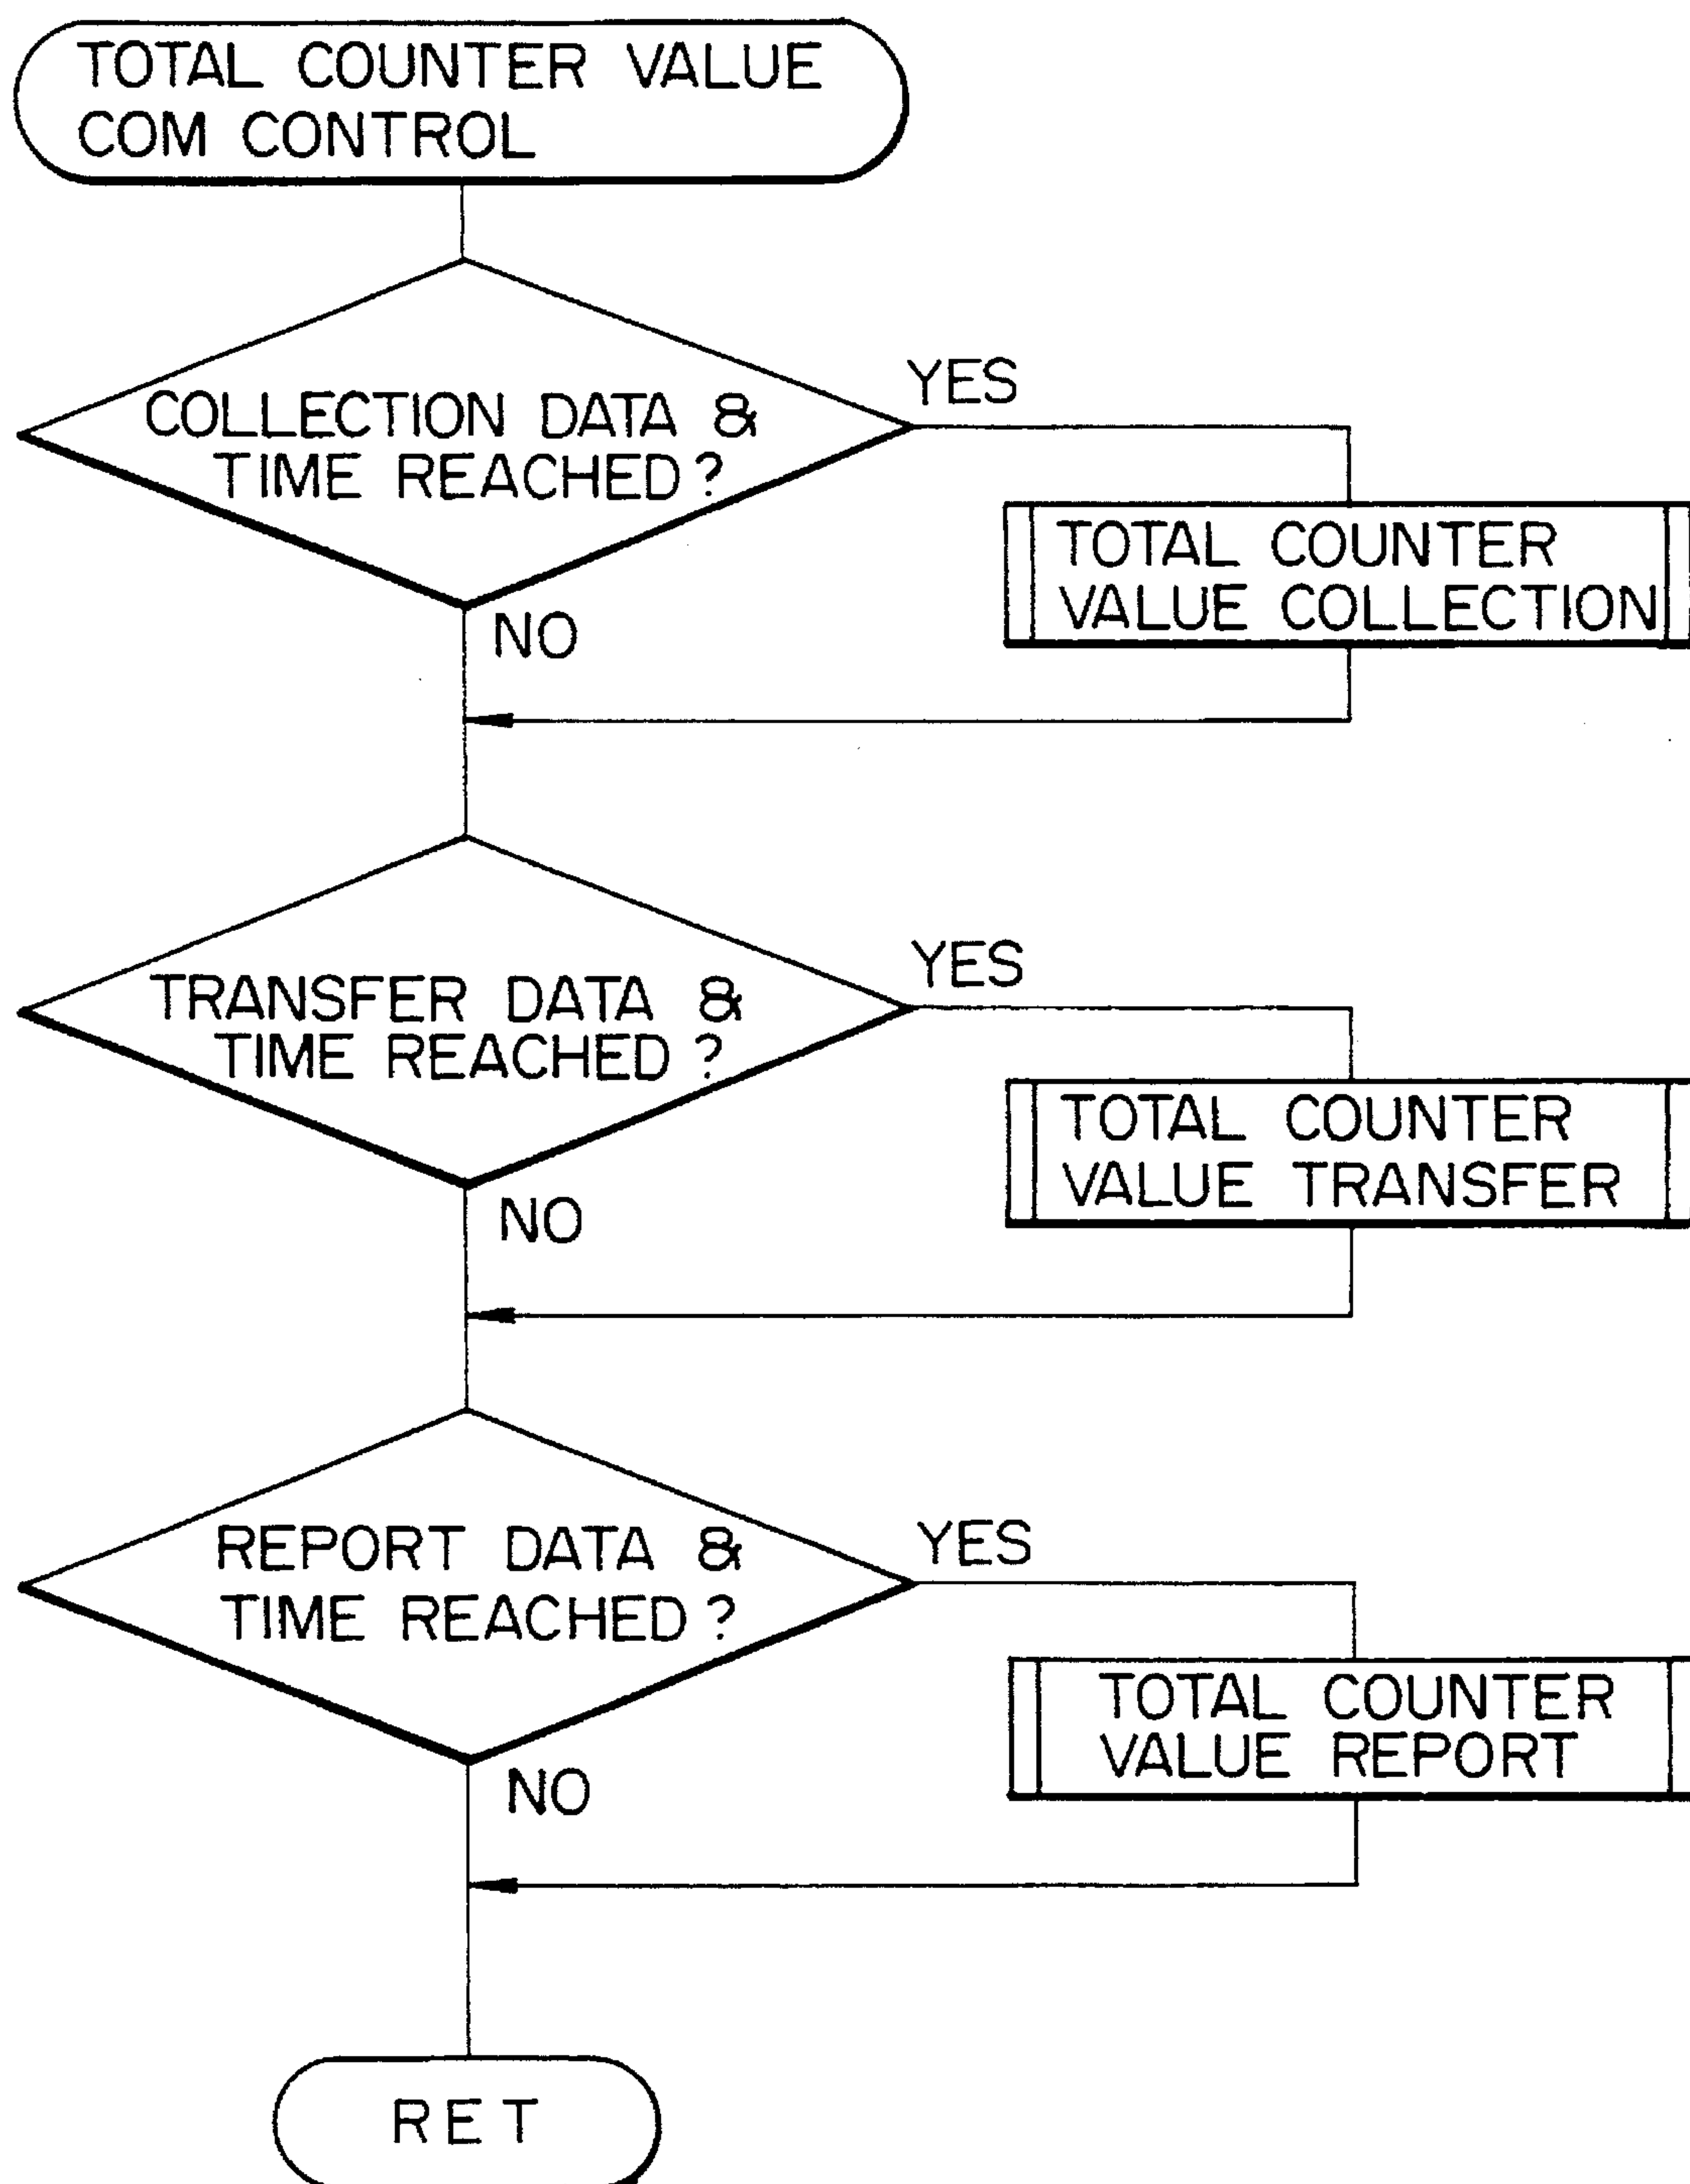 TOTAL COUNTER VALUE
COM CONTROL
COLLECTION DATA &
TIME REACHED?
YES
TOTAL COUNTER
VALUE COLLECTION
NO
TRANSFER DATA &
TIME REACHED?
YES
TOTAL COUNTER
VALUE TRANSFER
NO
REPORT DATA &
TIME REACHED?
YES
TOTAL COUNTER
VALUE REPORT
NO
RET